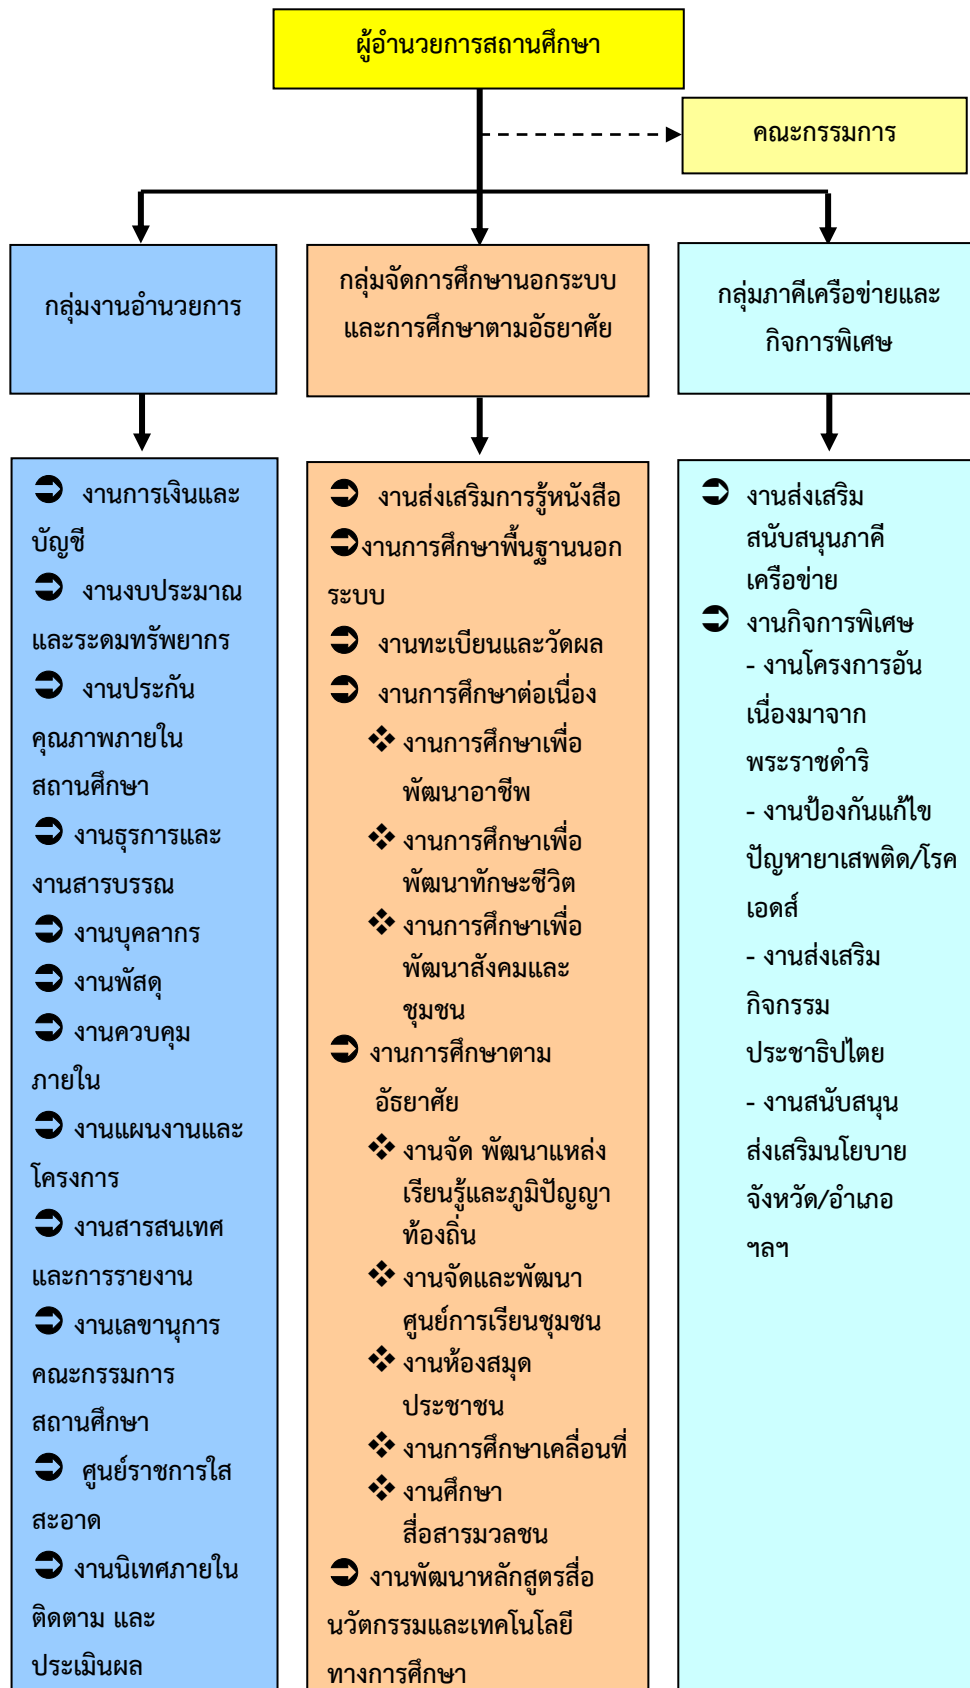 ผู้อำนวยการสถานศึกษา
คณะกรรมการ
กลุ่มงานอำนวยการ
กลุ่มจัดการศึกษานอกระบบ
และการศึกษาตามอัธยาศัย
กลุ่มภาคีเครือข่ายและ
กิจการพิเศษ
งานการเงินและ
บัญชี
งานงบประมาณ
และระดมทรัพยากร
งานประกัน
คุณภาพภายใน
สถานศึกษา
งานธุรการและ
งานสารบรรณ
งานบุคลากร
งานพัสดุ
งานควบคุม
ภายใน
งานแผนงานและ
โครงการ
งานสารสนเทศ
และการรายงาน
งานเลขานุการ
คณะกรรมการ
สถานศึกษา
ศูนย์ราชการใส
สะอาด
งานนิเทศภายใน
ติดตาม และ
ประเมินผล
งานส่งเสริมการรู้หนังสือ
งานการศึกษาพื้นฐานนอก
ระบบ
งานทะเบียนและวัดผล
งานการศึกษาต่อเนื่อง
งานการศึกษาเพื่อ
พัฒนาอาชีพ
งานการศึกษาเพื่อ
พัฒนาทักษะชีวิต
งานการศึกษาเพื่อ
พัฒนาสังคมและ
ชุมชน
งานการศึกษาตาม
อัธยาศัย
งานจัด พัฒนาแหล่ง
เรียนรู้และภูมิปัญญา
ท้องถิ่น
งานจัดและพัฒนา
ศูนย์การเรียนชุมชน
งานห้องสมุด
ประชาชน
งานการศึกษาเคลื่อนที่
งานศึกษา
สื่อสารมวลชน
งานพัฒนาหลักสูตรสื่อ
นวัตกรรมและเทคโนโลยี
ทางการศึกษา
งานส่งเสริม
สนับสนุนภาคี
เครือข่าย
งานกิจการพิเศษ
- งานโครงการอัน
เนื่องมาจาก
พระราชดำริ
- งานป้องกันแก้ไข
ปัญหายาเสพติด/โรค
เอดส์
- งานส่งเสริม
กิจกรรม
ประชาธิปไตย
- งานสนับสนุน
ส่งเสริมนโยบาย
จังหวัด/อำเภอ
ฯลฯ